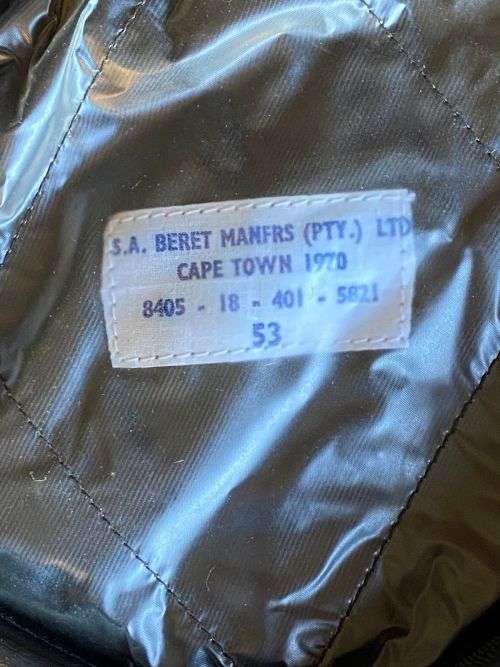 S.A. BERET MANFRS (PTY.) LTD
CAPE TOWN 1970
8405 - 18 - 401 - 5821
53